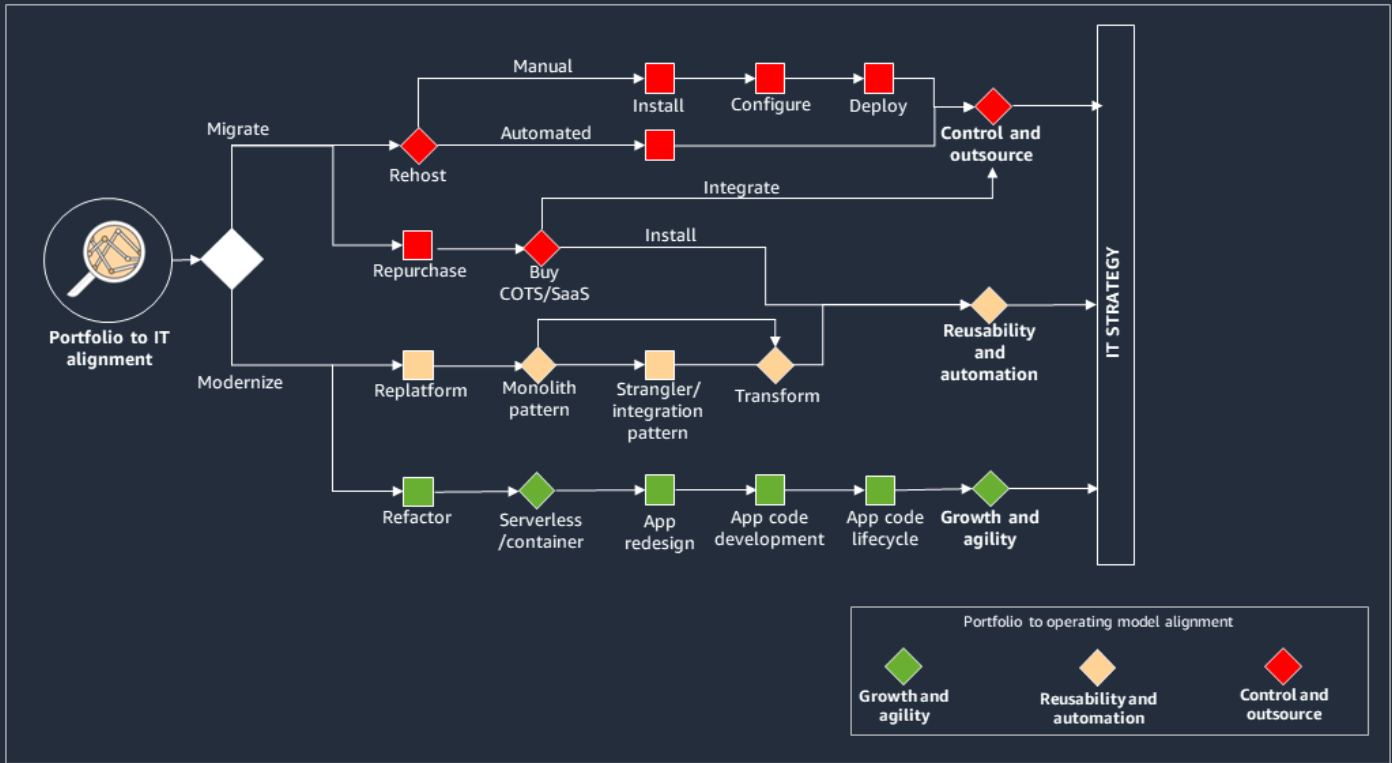 Manual
Install
Configure
Deploy
Migrate
Automated
Control and
outsource
Rehost
Integrate
Install
Repurchase
Buy
COTS/SaaS
Portfolio to IT
alignment
Reusability
and
automation
IT STRATEGY
Modernize
Replatform
Monolith
pattern
Strangler/
integration
pattern
Transform
Refactor
Serverless
/container
App
redesign
App code
development
App code
lifecycle
Growth and
agility
Portfolio to operating model alignment
Growth and
agility
Reusability and
automation
Control and
outsource